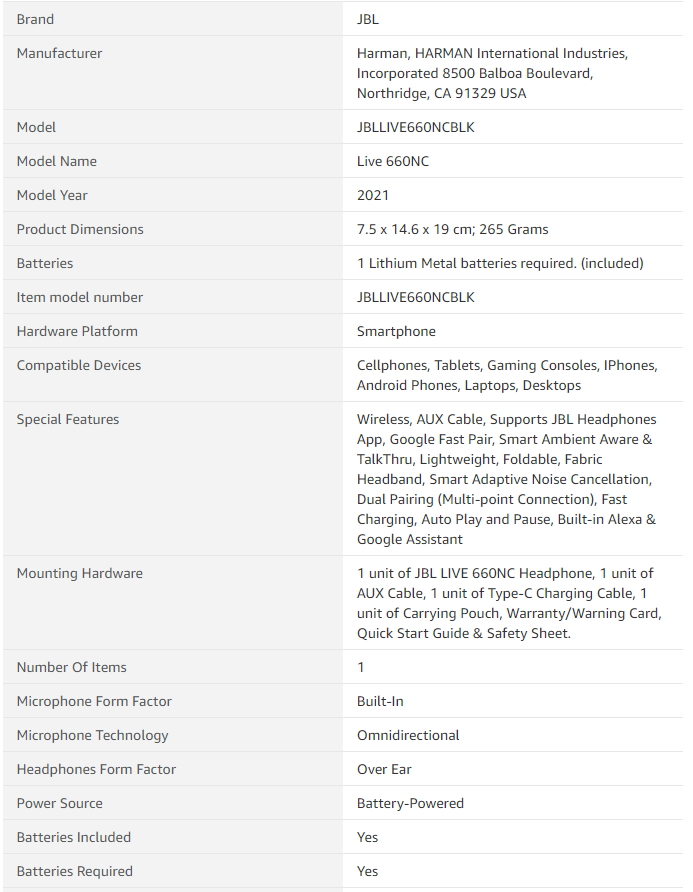 Brand JBL
Manufacturer Harman, HARMAN International Industries,
Incorporated 8500 Balboa Boulevard,
Northridge, CA 91329 USA
Model JBLLIVE660NCBLK
Model Name Live 660NC
Model Year 2021
Product Dimensions 7.5 x 14.6 x 19 cm; 265 Grams
Batteries 1 Lithium Metal batteries required. (included)
Item model number JBLLIVE660NCBLK
Hardware Platform Smartphone
Compatible Devices Cellphones, Tablets, Gaming Consoles, IPhones,
Android Phones, Laptops, Desktops
Special Features Wireless, AUX Cable, Supports JBL Headphones
App, Google Fast Pair, Smart Ambient Aware &
TalkThru, Lightweight, Foldable, Fabric
Headband, Smart Adaptive Noise Cancellation,
Dual Pairing (Multi-point Connection), Fast
Charging, Auto Play and Pause, Built-in Alexa &
Google Assistant
Mounting Hardware 1 unit of JBL LIVE 660NC Headphone, 1 unit of
AUX Cable, 1 unit of Type-C Charging Cable, 1
unit of Carrying Pouch, Warranty/Warning Card,
Quick Start Guide & Safety Sheet.
Number Of Items 1
Microphone Form Factor Built-In
Microphone Technology Omnidirectional
Headphones Form Factor Over Ear
Power Source Battery-Powered
Batteries Included Yes
Batteries Required Yes